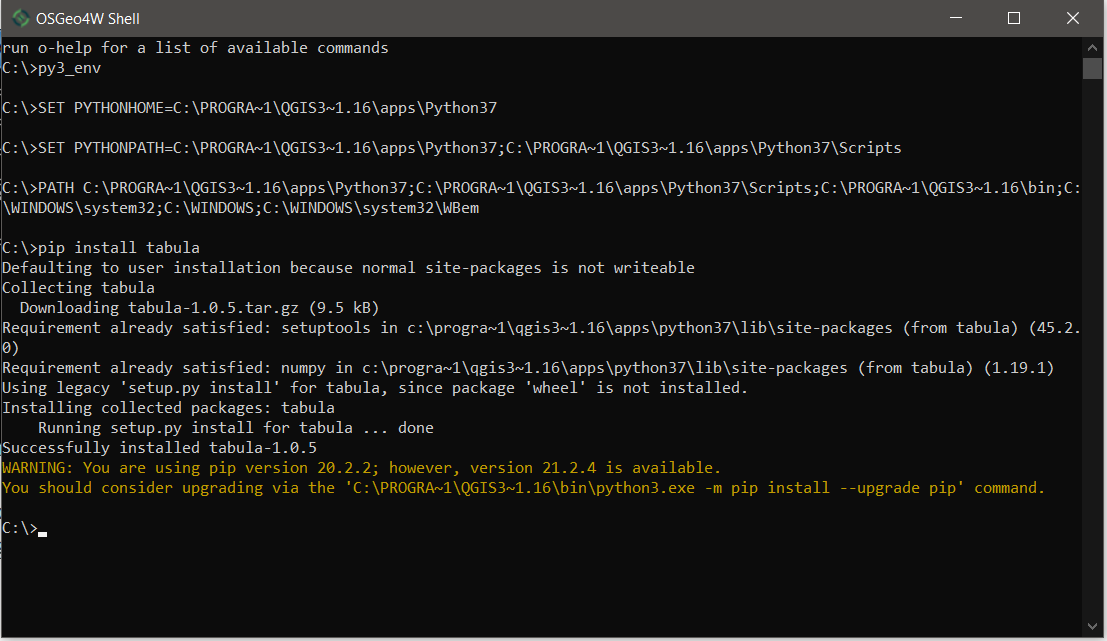 OSGeo4W Shell
run o-help for a list of available commands
C:\>py3_env
C:\>SET PYTHONHOME=C:\PROGRA~1\QGIS3~1.16\apps\Python37
C:\>SET PYTHONPATH=C:\PROGRA~1\QGIS3~1.16\apps\Python37;C:\PROGRA~1\QGIS3~1.16\apps\Python37\Scripts
C:\>PATH C:\PROGRA~1\QGIS3~1.16\apps\Python37;C:\PROGRA~1\QGIS3~1.16\apps\Python37\Scripts;C:\PROGRA~1\QGIS3~1.16\bin;C:
\WINDOWS\system32;C:\WINDOWS;C:\WINDOWS\system32\WBem
C:\>pip install tabula
Defaulting to user installation because normal site-packages is not writeable
Collecting tabula
  Downloading tabula-1.0.5.tar.gz (9.5 kB)
Requirement already satisfied: setuptools in c:\progra~1\qgis3~1.16\apps\python37\lib\site-packages (from tabula) (45.2.
0)
Requirement already satisfied: numpy in c:\progra~1\qgis3~1.16\apps\python37\lib\site-packages (from tabula) (1.19.1)
Using legacy 'setup.py install' for tabula, since package 'wheel' is not installed.
Installing collected packages: tabula
    Running setup.py install for tabula ... done
Successfully installed tabula-1.0.5
WARNING: You are using pip version 20.2.2; however, version 21.2.4 is available.
You should consider upgrading via the 'C:\PROGRA~1\QGIS3~1.16\bin\python3.exe -m pip install --upgrade pip' command.
C:\>